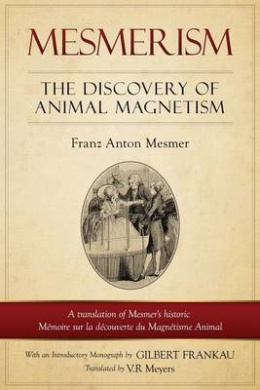 MESMERISM
THE DISCOVERY OF
ANIMAL MAGNETISM
Franz Anton Mesmer
A translation of Mesmer's historic
Mémoire sur la découverte du Magnétisme Animal
With an Introductory Monograph by GILBERT FRANKAU
Translated by V.R Meyers